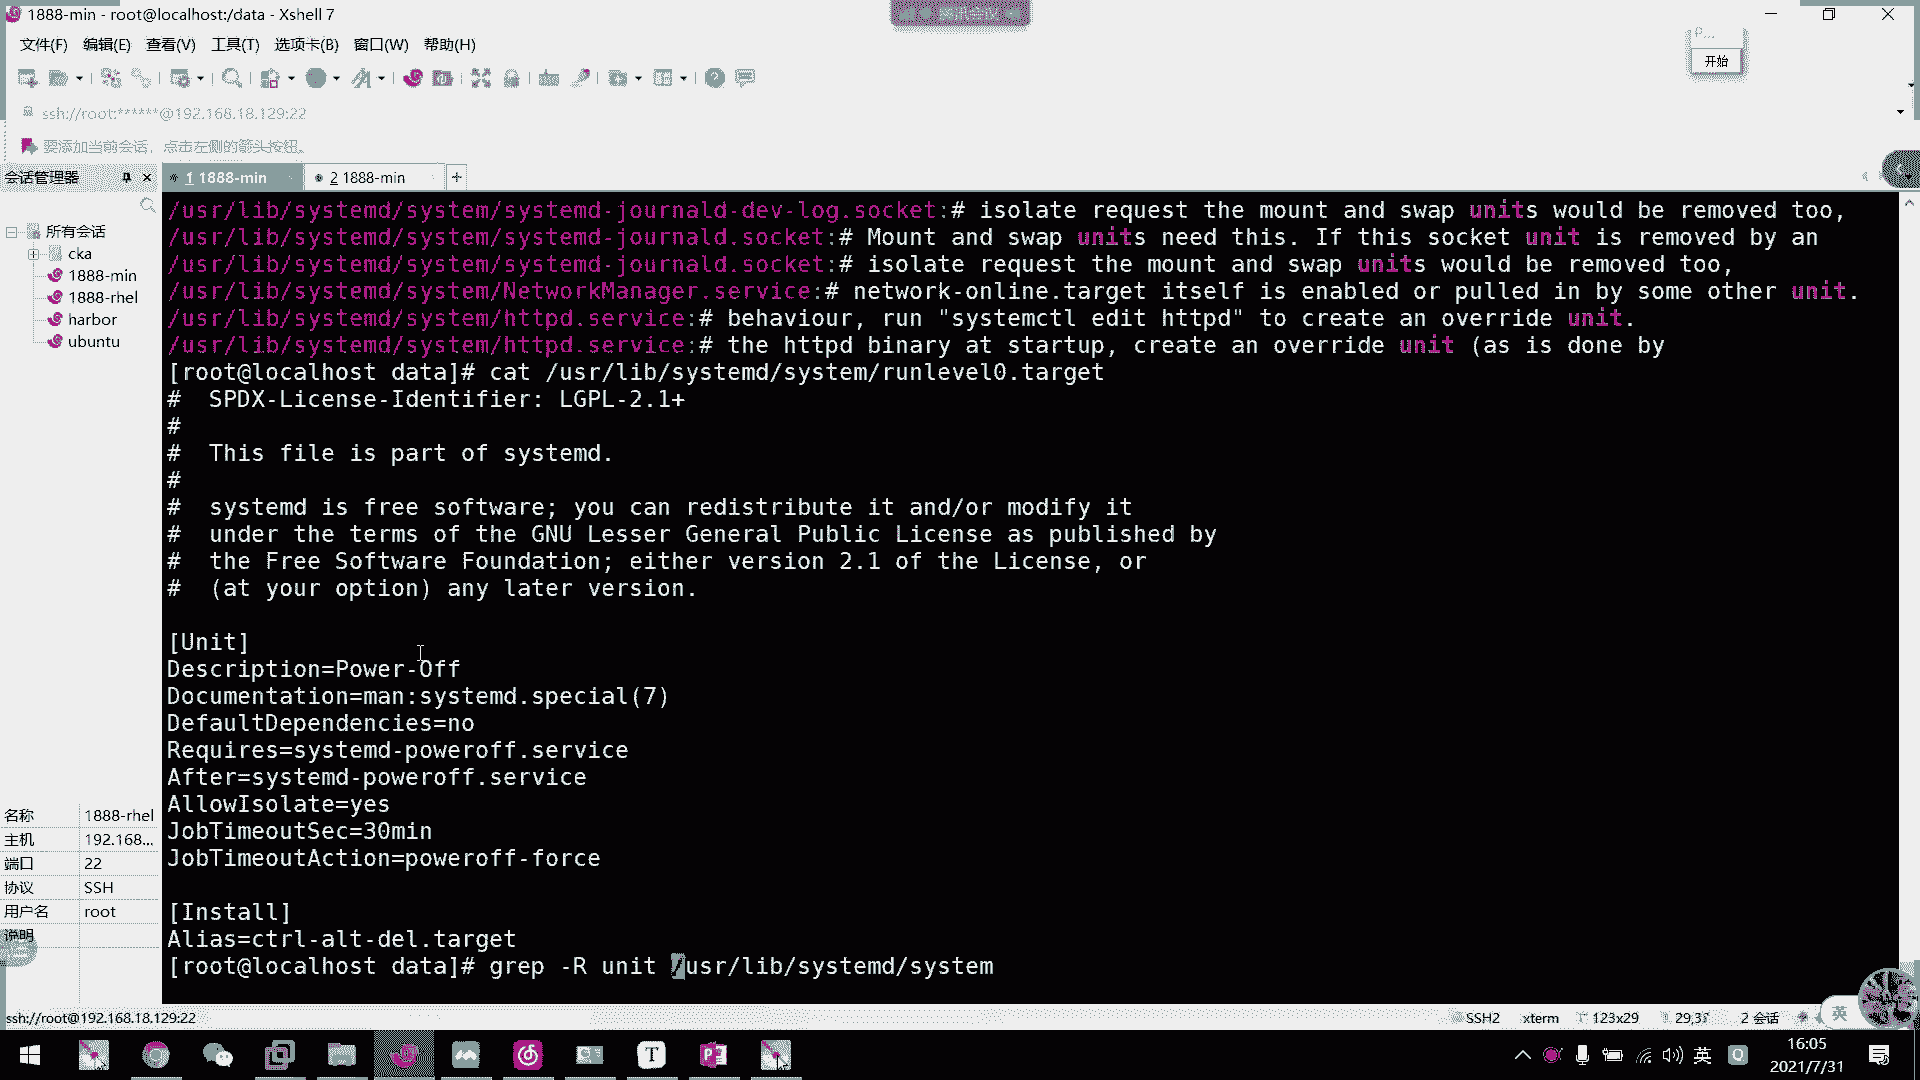 1888-min - root@localhost:/data - Xshell 7
文件(F) 编辑(E) 查看(V) 工具(T) 选项卡(B) 窗口(W) 帮助(H)
P...
开始
ssh://root:******@192.168.18.129:22
要添加当前会话，点击左侧的箭头按钮。
会话管理器
1 1888-min
2 1888-min
+
所有会话
cka
1888-min
1888-rhel
harbor
ubuntu
/usr/lib/systemd/system/systemd-journald-dev-log.socket:# isolate request the mount and swap units would be removed too,
/usr/lib/systemd/system/systemd-journald.socket:# Mount and swap units need this. If this socket unit is removed by an
/usr/lib/systemd/system/systemd-journald.socket:# isolate request the mount and swap units would be removed too,
/usr/lib/systemd/system/NetworkManager.service:# network-online.target itself is enabled or pulled in by some other unit.
/usr/lib/systemd/system/httpd.service:# behaviour, run "systemctl edit httpd" to create an override unit.
/usr/lib/systemd/system/httpd.service:# the httpd binary at startup, create an override unit (as is done by
[root@localhost data]# cat /usr/lib/systemd/system/runlevel0.target
#  SPDX-License-Identifier: LGPL-2.1+
#
#  This file is part of systemd.
#
#  systemd is free software; you can redistribute it and/or modify it
#  under the terms of the GNU Lesser General Public License as published by
#  the Free Software Foundation; either version 2.1 of the License, or
#  (at your option) any later version.
[Unit]
Description=Power-Off
Documentation=man:systemd.special(7)
DefaultDependencies=no
Requires=systemd-poweroff.service
After=systemd-poweroff.service
AllowIsolate=yes
JobTimeoutSec=30min
JobTimeoutAction=poweroff-force
[Install]
Alias=ctrl-alt-del.target
[root@localhost data]# grep -R unit /usr/lib/systemd/system
名称 1888-rhel
主机 192.168...
端口 22
协议 SSH
用户名 root
说明
ssh://root@192.168.18.129:22
SSH2
xterm
123x29
2 会话
英
英
16:05
2021/7/31